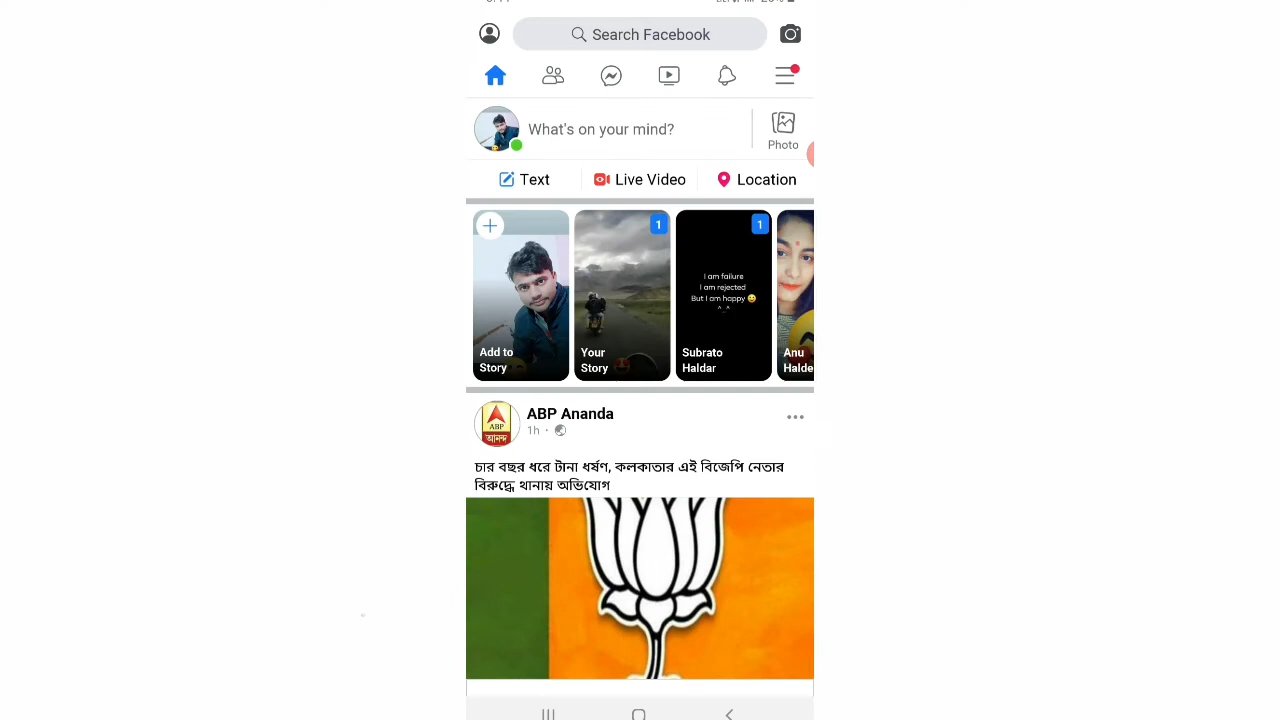 Search Facebook
What's on your mind?
Photo
Text
Live Video
Location
1
1
I am failure
I am rejected
But I am happy 😆
^_^
Add to
Story
Your
Story
Subrato
Haldar
Anu
Halde
ABP
আনন্দ
ABP Ananda
1h ·
চার বছর ধরে টানা ধর্ষণ, কলকাতার এই বিজেপি নেতার
বিরুদ্ধে থানায় অভিযোগ